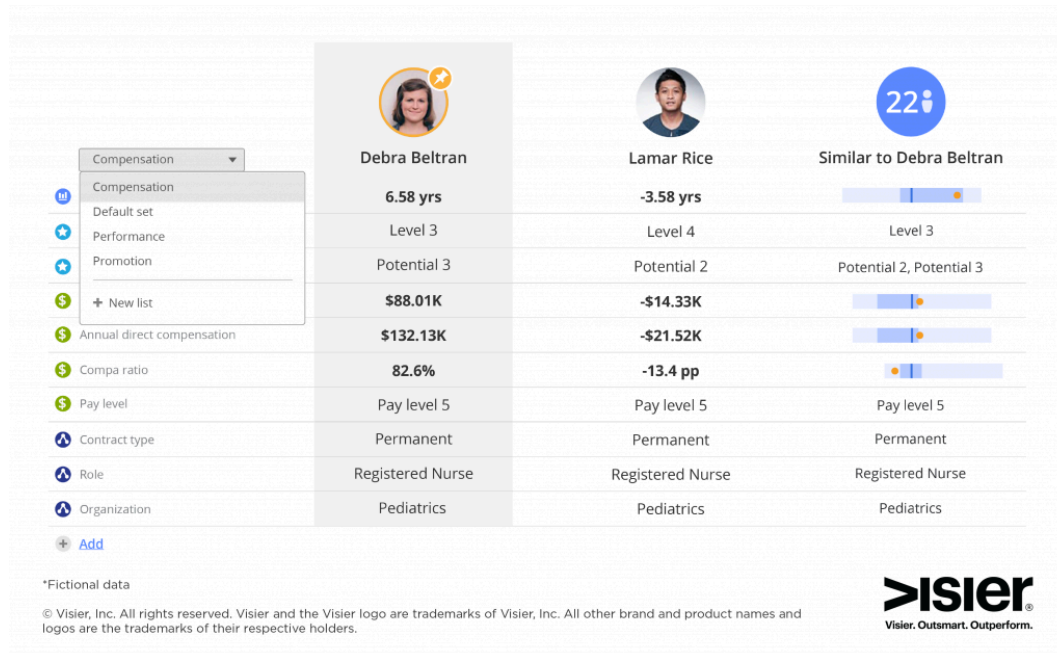 22
Debra Beltran Lamar Rice Similar to Debra Beltran
Compensation
Compensation
Default set
Performance
Promotion
+ New list
6.58 yrs -3.58 yrs
Level 3 Level 4 Level 3
Potential 3 Potential 2 Potential 2, Potential 3
$ $88.01K -$14.33K
$ Annual direct compensation $132.13K -$21.52K
$ Compa ratio 82.6% -13.4 pp
$ Pay level Pay level 5 Pay level 5 Pay level 5
Contract type Permanent Permanent Permanent
Role Registered Nurse Registered Nurse Registered Nurse
Organization Pediatrics Pediatrics Pediatrics
+ Add
*Fictional data
© Visier, Inc. All rights reserved. Visier and the Visier logo are trademarks of Visier, Inc. All other brand and product names and
logos are the trademarks of their respective holders.
VISIER®
Visier. Outsmart. Outperform.